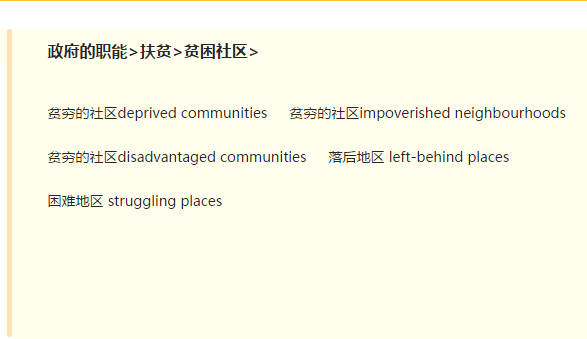 政府的职能>扶贫>贫困社区>
贫穷的社区deprived communities 贫穷的社区impoverished neighbourhoods
贫穷的社区disadvantaged communities 落后地区 left-behind places
困难地区 struggling places